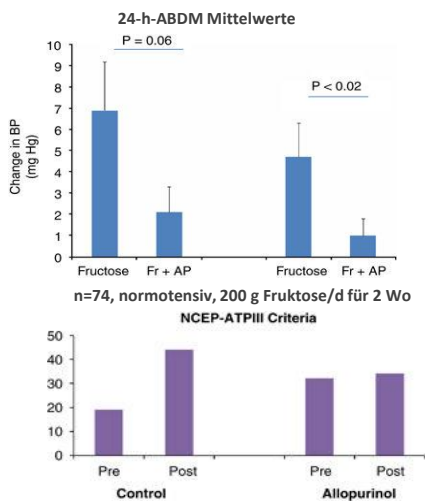 24-h-ABDM Mittelwerte
P = 0.06
P < 0.02
Change in BP
(mg Hg)
10
9
8
7
6
5
4
3
2
1
0
Fructose Fr + AP Fructose Fr + AP
n=74, normotensiv, 200 g Fruktose/d für 2 Wo
NCEP-ATPIII Criteria
50
40
30
20
10
0
Pre Post Pre Post
Control Allopurinol